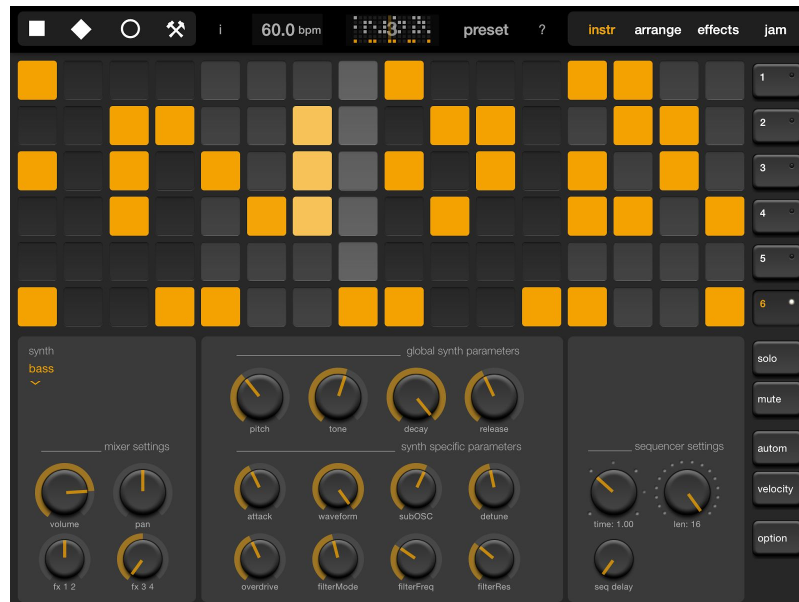 i 60.0 bpm 3 preset ? instr arrange effects jam
1
2
3
4
5
6
synth
bass
global synth parameters
pitch tone decay release
solo
mute
mixer settings
synth specific parameters
sequencer settings
autom
velocity
volume pan
attack waveform subOSC detune
time: 1.00 len: 16
option
fx 1 2 fx 3 4
overdrive filterMode filterFreq filterRes
seq delay